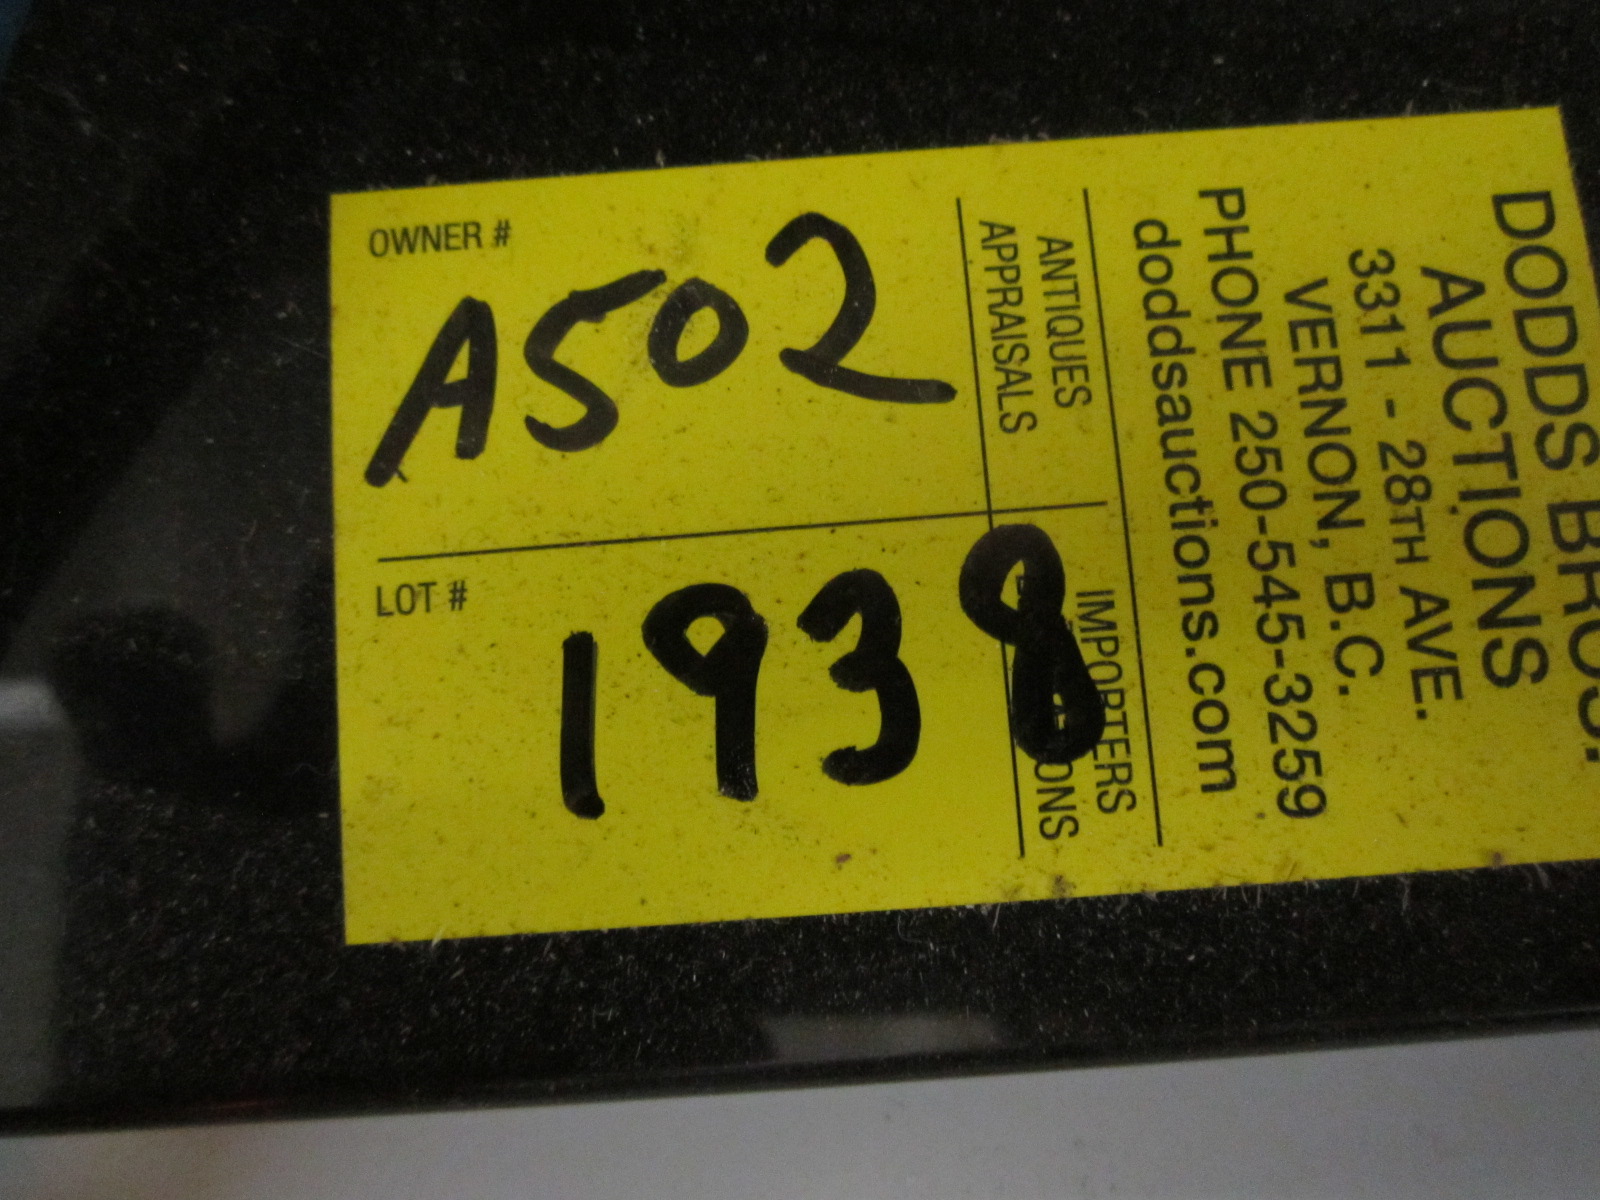 OWNER #
A502
LOT #
1938
DODDS BROS.
AUCTIONS
3311 - 28TH AVE.
VERNON, B.C.
PHONE 250-545-3259
doddsauctions.com
ANTIQUES
APPRAISALS
IMPORTERS